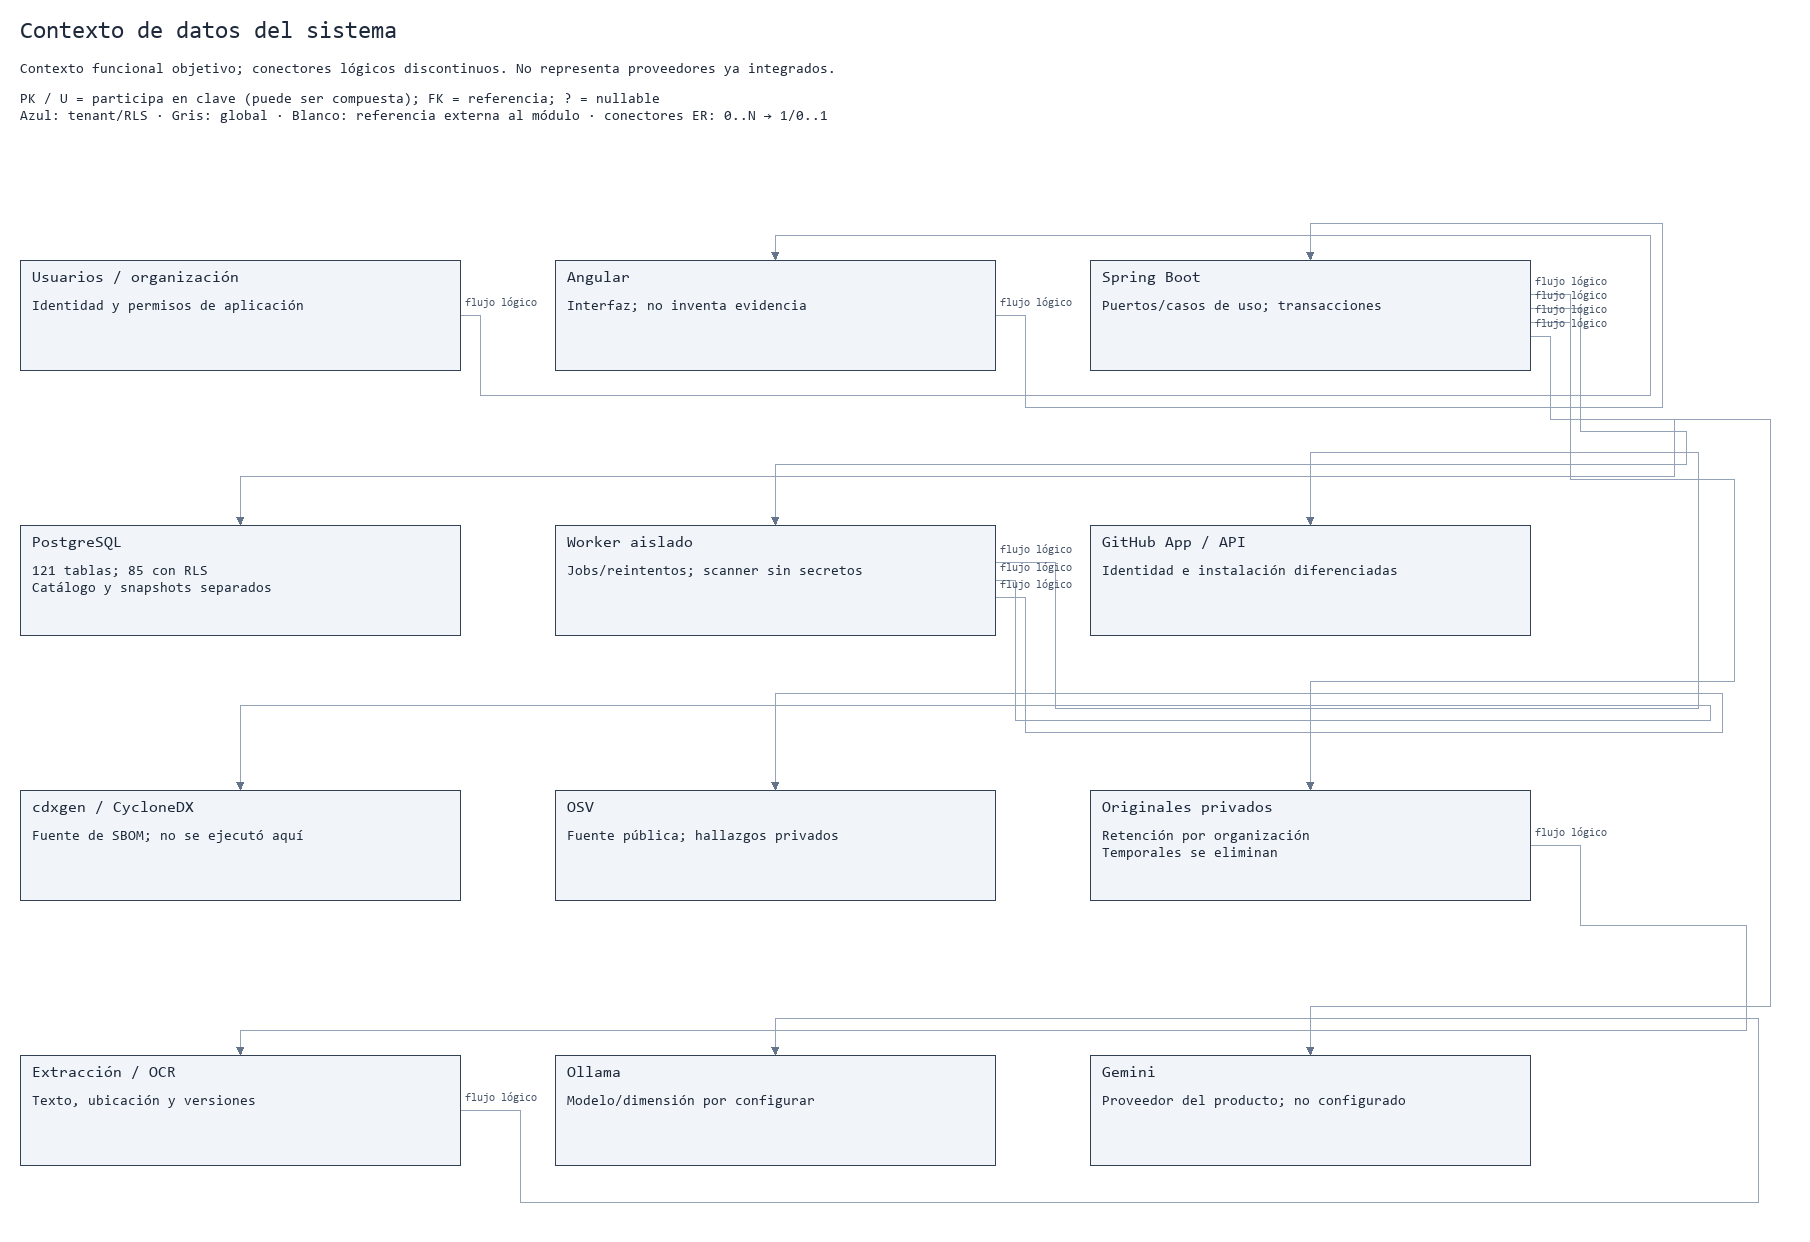 Contexto de datos del sistema
Contexto funcional objetivo; conectores lógicos discontinuos. No representa proveedores ya integrados.
PK / U = participa en clave (puede ser compuesta); FK = referencia; ? = nullable
Azul: tenant/RLS · Gris: global · Blanco: referencia externa al módulo · conectores ER: 0..N → 1/0..1
Usuarios / organización
Identidad y permisos de aplicación
flujo lógico
Angular
Interfaz; no inventa evidencia
flujo lógico
Spring Boot
Puertos/casos de uso; transacciones
flujo lógico
flujo lógico
flujo lógico
flujo lógico
PostgreSQL
121 tablas; 85 con RLS
Catálogo y snapshots separados
Worker aislado
Jobs/reintentos; scanner sin secretos
flujo lógico
flujo lógico
flujo lógico
GitHub App / API
Identidad e instalación diferenciadas
cdxgen / CycloneDX
Fuente de SBOM; no se ejecutó aquí
OSV
Fuente pública; hallazgos privados
Originales privados
Retención por organización
Temporales se eliminan
flujo lógico
Extracción / OCR
Texto, ubicación y versiones
flujo lógico
Ollama
Modelo/dimensión por configurar
Gemini
Proveedor del producto; no configurado